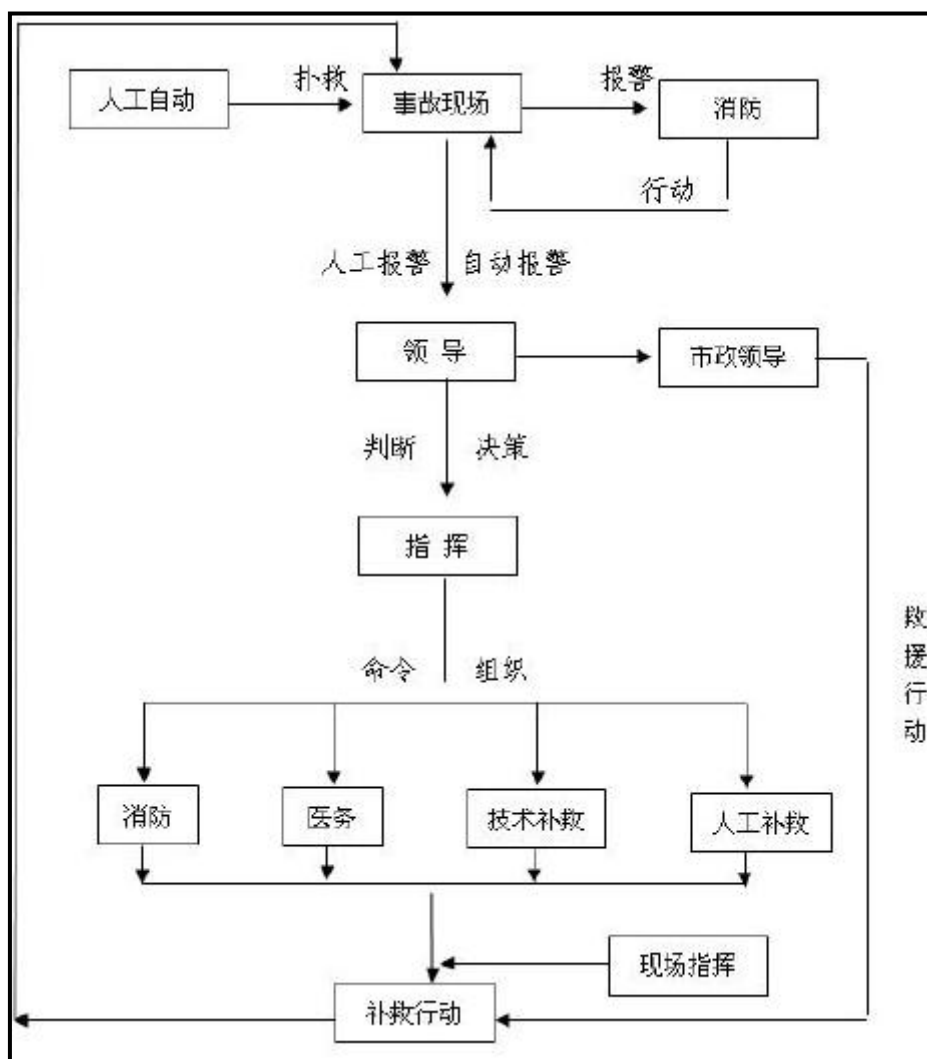 人工自动
扑救
事故现场
报警
消防
行动
人工报警
自动报警
领 导
市政领导
判断
决策
指 挥
救
援
行
动
命令
组织
消防
医务
技术补救
人工补救
现场指挥
补救行动